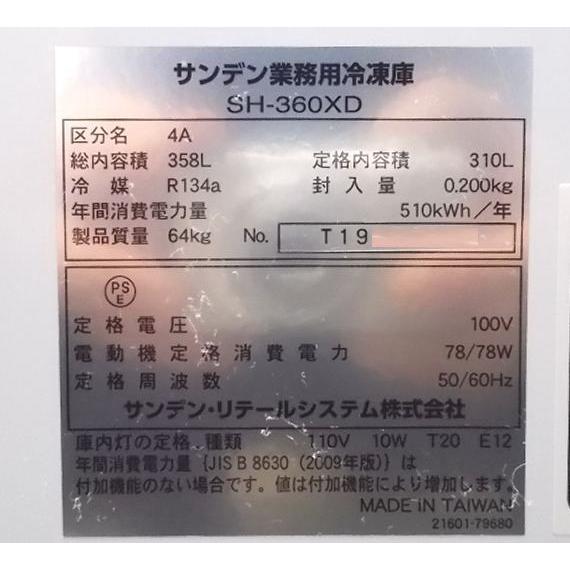 サンデン業務用冷凍庫
SH-360XD
区分名 4A
総内容積 358L 定格内容積 310L
冷媒 R134a 封入量 0.200kg
年間消費電力量 510kWh/年
製品質量 64kg No. T19
PS
E
定格電圧 100V
電動機定格消費電力 78/78W
定格周波数 50/60Hz
サンデン・リテールシステム株式会社
庫内灯の定格 種類 110V 10W T20 E12
年間消費電力量{JIS B 8630(2009年版)}は
付加機能のない場合です。値は付加機能により増加します。
MADE IN TAIWAN
21601-79680